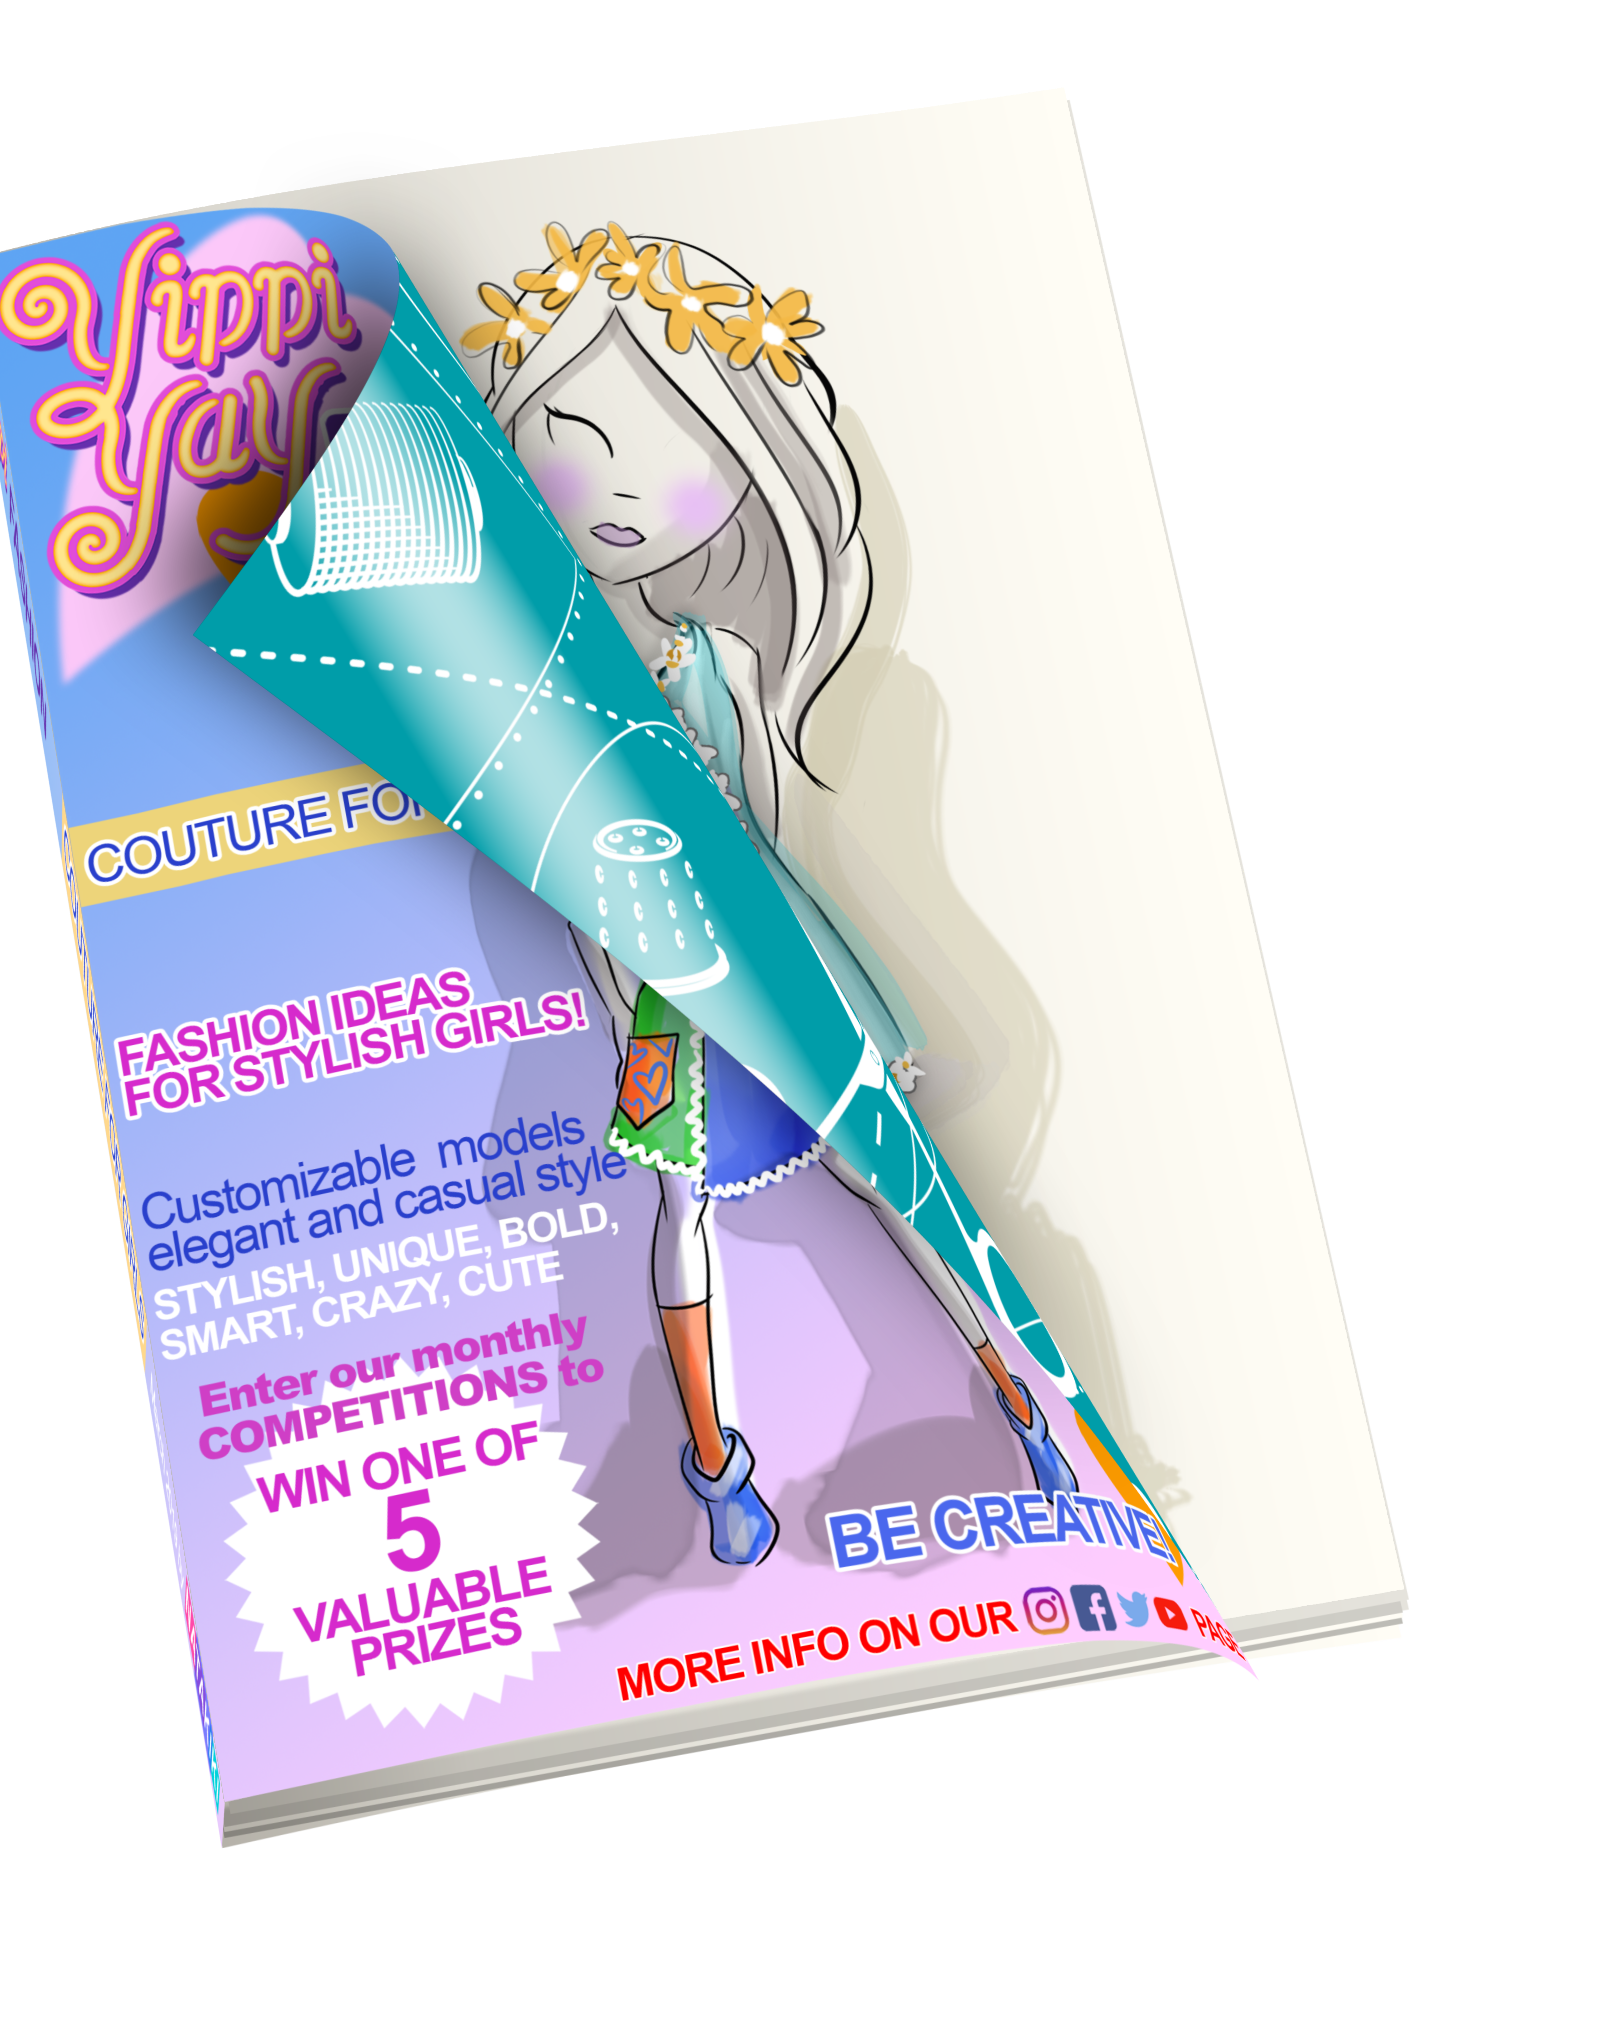 Yippi
Yay
COUTURE FOR
FASHION IDEAS
FOR STYLISH GIRLS!
Customizable models
elegant and casual style
STYLISH, UNIQUE, BOLD,
SMART, CRAZY, CUTE
Enter our monthly
COMPETITIONS to
WIN ONE OF
5
VALUABLE
PRIZES
BE CREATIVE!
MORE INFO ON OUR